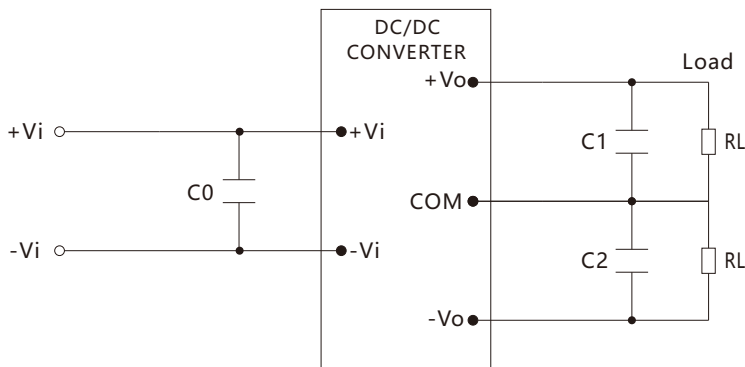 DC/DC
CONVERTER
+Vo
Load
+Vi
+Vi
C1
RL
C0
COM
-Vi
-Vi
C2
RL
-Vo